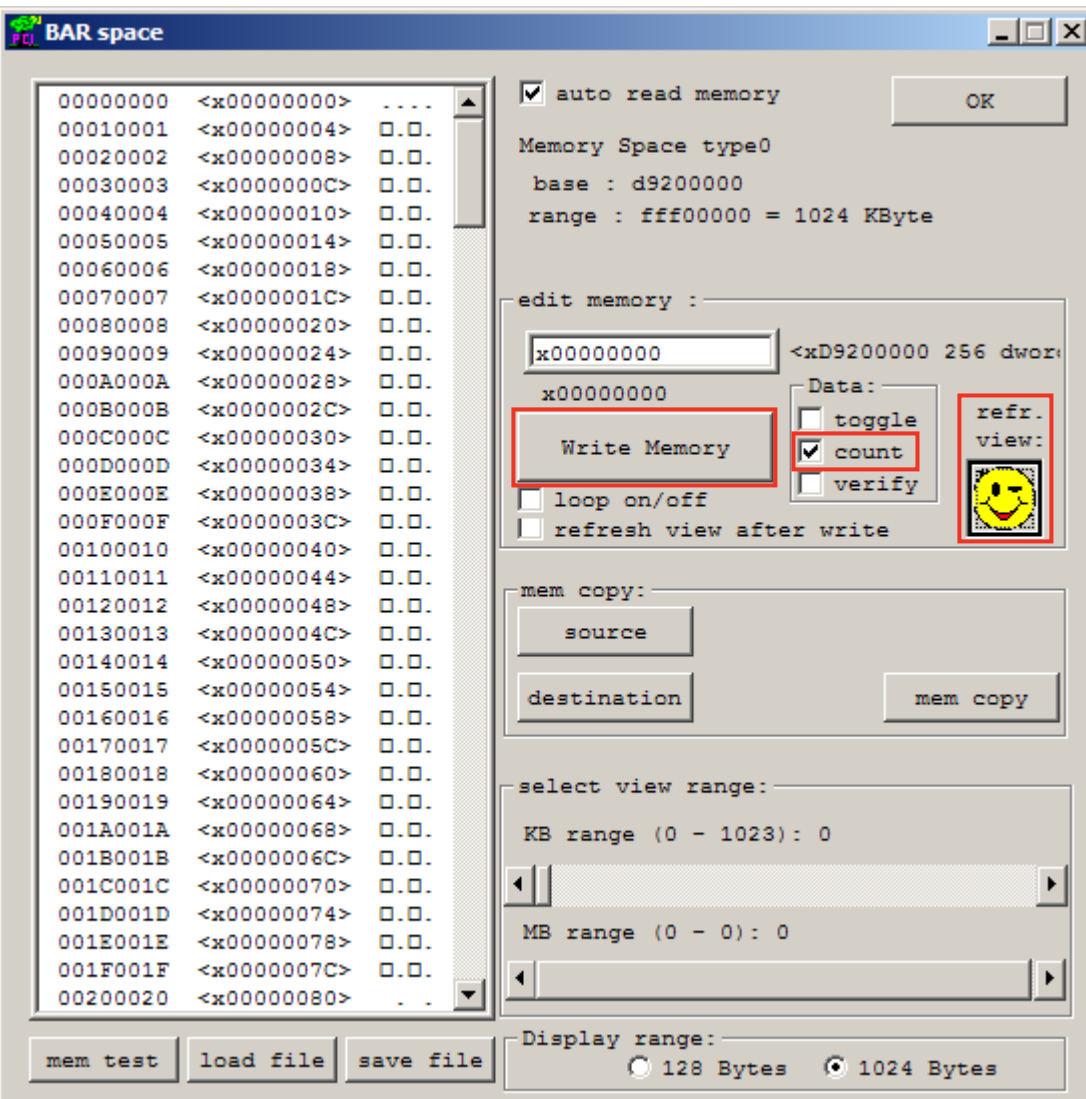 BAR space
00000000 <x00000000> ....
00010001 <x00000004> □.□.
00020002 <x00000008> □.□.
00030003 <x0000000C> □.□.
00040004 <x00000010> □.□.
00050005 <x00000014> □.□.
00060006 <x00000018> □.□.
00070007 <x0000001C> □.□.
00080008 <x00000020> □.□.
00090009 <x00000024> □.□.
000A000A <x00000028> □.□.
000B000B <x0000002C> □.□.
000C000C <x00000030> □.□.
000D000D <x00000034> □.□.
000E000E <x00000038> □.□.
000F000F <x0000003C> □.□.
00100010 <x00000040> □.□.
00110011 <x00000044> □.□.
00120012 <x00000048> □.□.
00130013 <x0000004C> □.□.
00140014 <x00000050> □.□.
00150015 <x00000054> □.□.
00160016 <x00000058> □.□.
00170017 <x0000005C> □.□.
00180018 <x00000060> □.□.
00190019 <x00000064> □.□.
001A001A <x00000068> □.□.
001B001B <x0000006C> □.□.
001C001C <x00000070> □.□.
001D001D <x00000074> □.□.
001E001E <x00000078> □.□.
001F001F <x0000007C> □.□.
00200020 <x00000080> . .
mem test
load file
save file
auto read memory
OK
Memory Space type0
base : d9200000
range : fff00000 = 1024 KByte
edit memory :
x00000000
<xD9200000 256 dword
x00000000
Write Memory
Data:
toggle
count
verify
refr.
view:
loop on/off
refresh view after write
mem copy:
source
destination
mem copy
select view range:
KB range (0 - 1023): 0
MB range (0 - 0): 0
Display range:
128 Bytes
1024 Bytes